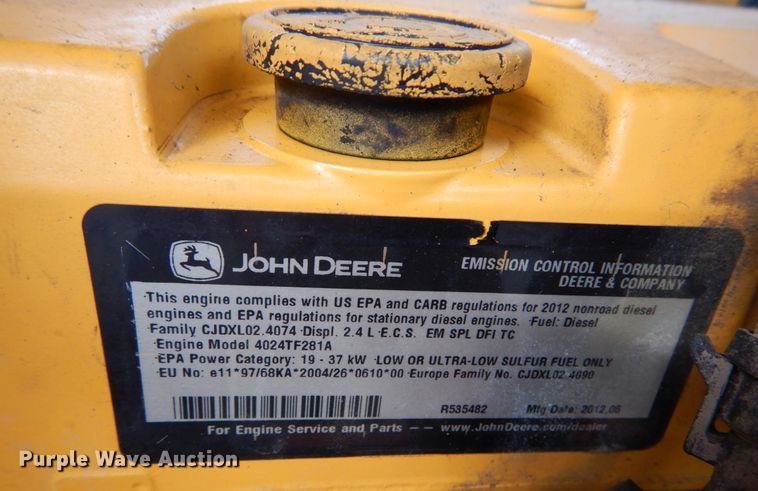 JOHN DEERE
EMISSION CONTROL INFORMATION
DEERE & COMPANY
This engine complies with US EPA and CARB regulations for 2012 nonroad diesel
engines and EPA regulations for stationary diesel engines. ·Fuel: Diesel
·Family CJDXL02.4074 ·Displ. 2.4 L ·E.C.S. EM SPL DFI TC
·Engine Model 4024TF281A
·EPA Power Category: 19 - 37 kW ·LOW OR ULTRA-LOW SULFUR FUEL ONLY
·EU No: e11*97/68KA*2004/26*0610*00 ·Europe Family No. CJDXL02.4090
R535482 Mfg Date: 2012.06
For Engine Service and Parts –– www.JohnDeere.com/dealer
Purple Wave Auction